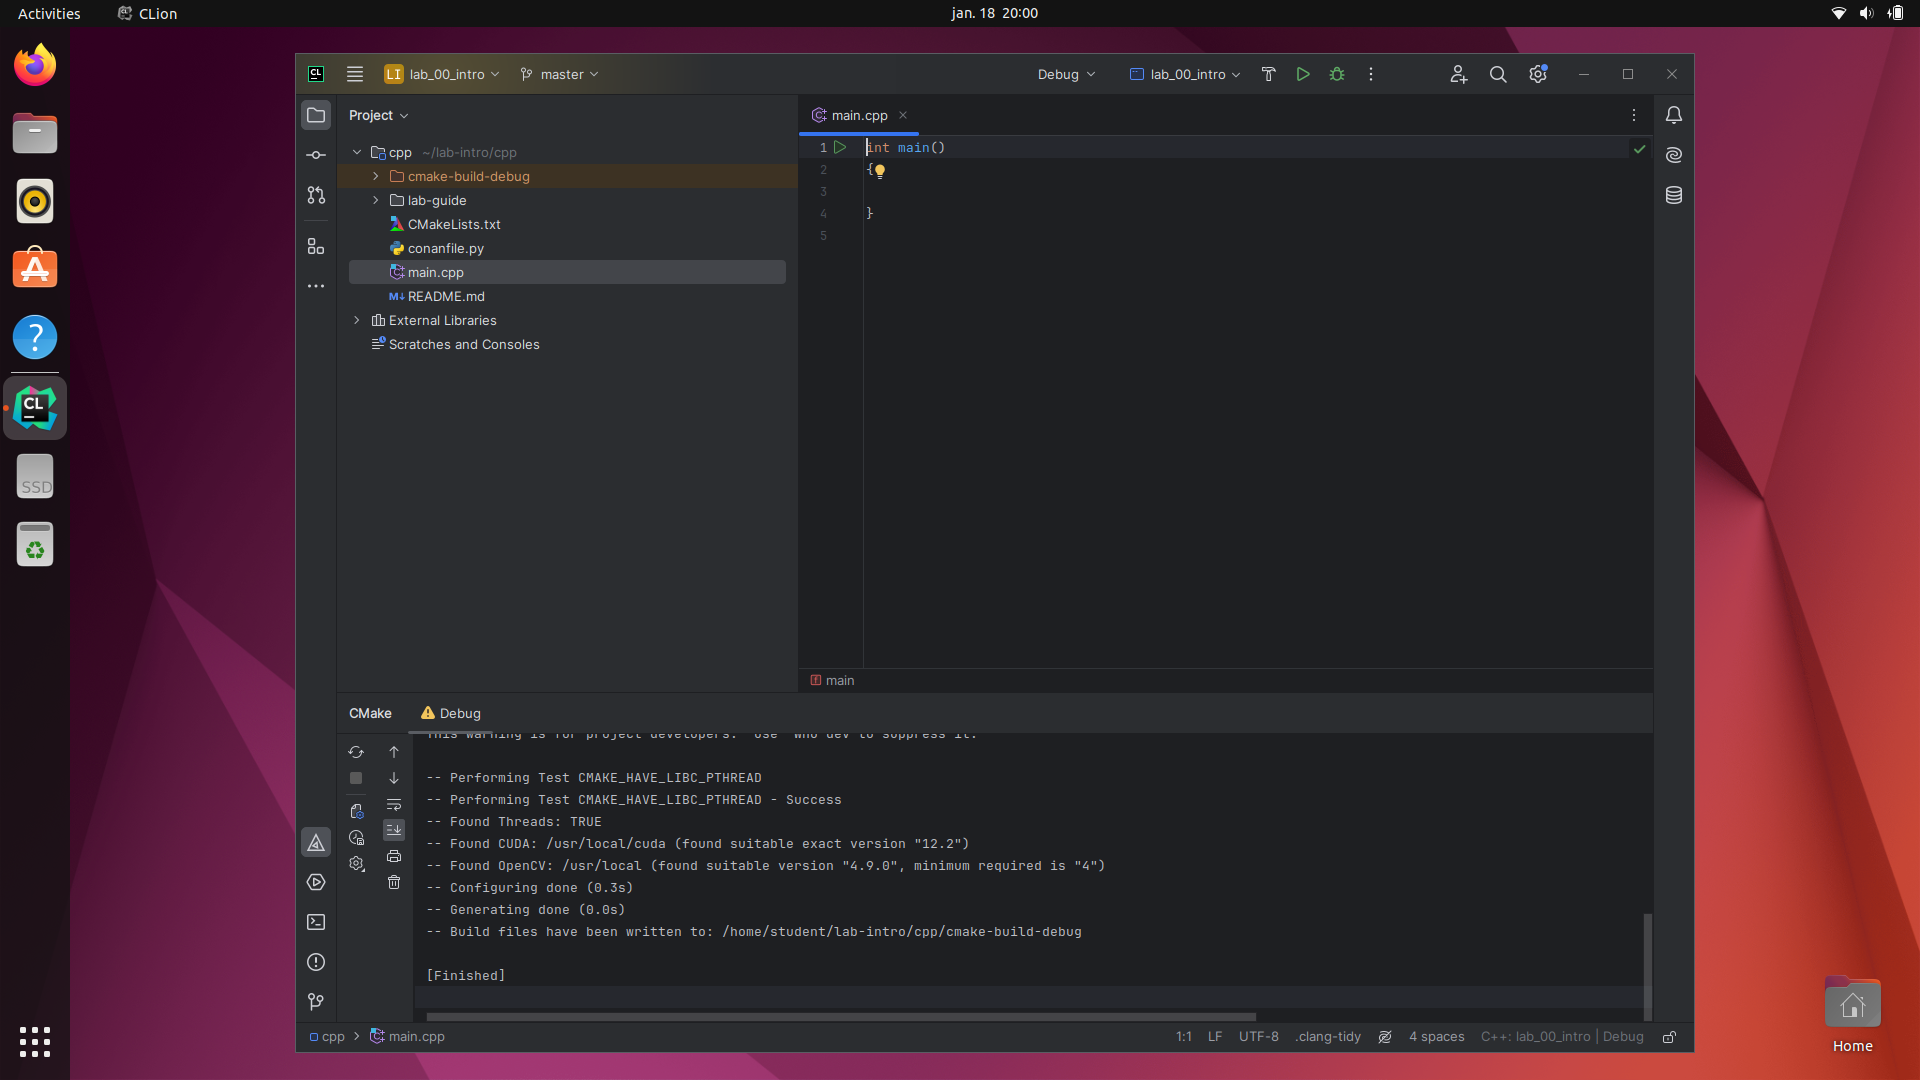 Activities
CLion
jan. 18 20:00
CL
LI lab_00_intro
master
Debug
lab_00_intro
Project
main.cpp
cpp ~/lab-intro/cpp
cmake-build-debug
lab-guide
CMakeLists.txt
conanfile.py
main.cpp
README.md
External Libraries
Scratches and Consoles
1 int main()
2 {
3
4 }
5
main
CMake
Debug
This warning is for project developers. Use -Wno-dev to suppress it.
-- Performing Test CMAKE_HAVE_LIBC_PTHREAD
-- Performing Test CMAKE_HAVE_LIBC_PTHREAD - Success
-- Found Threads: TRUE
-- Found CUDA: /usr/local/cuda (found suitable exact version "12.2")
-- Found OpenCV: /usr/local (found suitable version "4.9.0", minimum required is "4")
-- Configuring done (0.3s)
-- Generating done (0.0s)
-- Build files have been written to: /home/student/lab-intro/cpp/cmake-build-debug
[Finished]
cpp
main.cpp
1:1 LF UTF-8 .clang-tidy 4 spaces C++: lab_00_intro | Debug
CL
SSD
Home